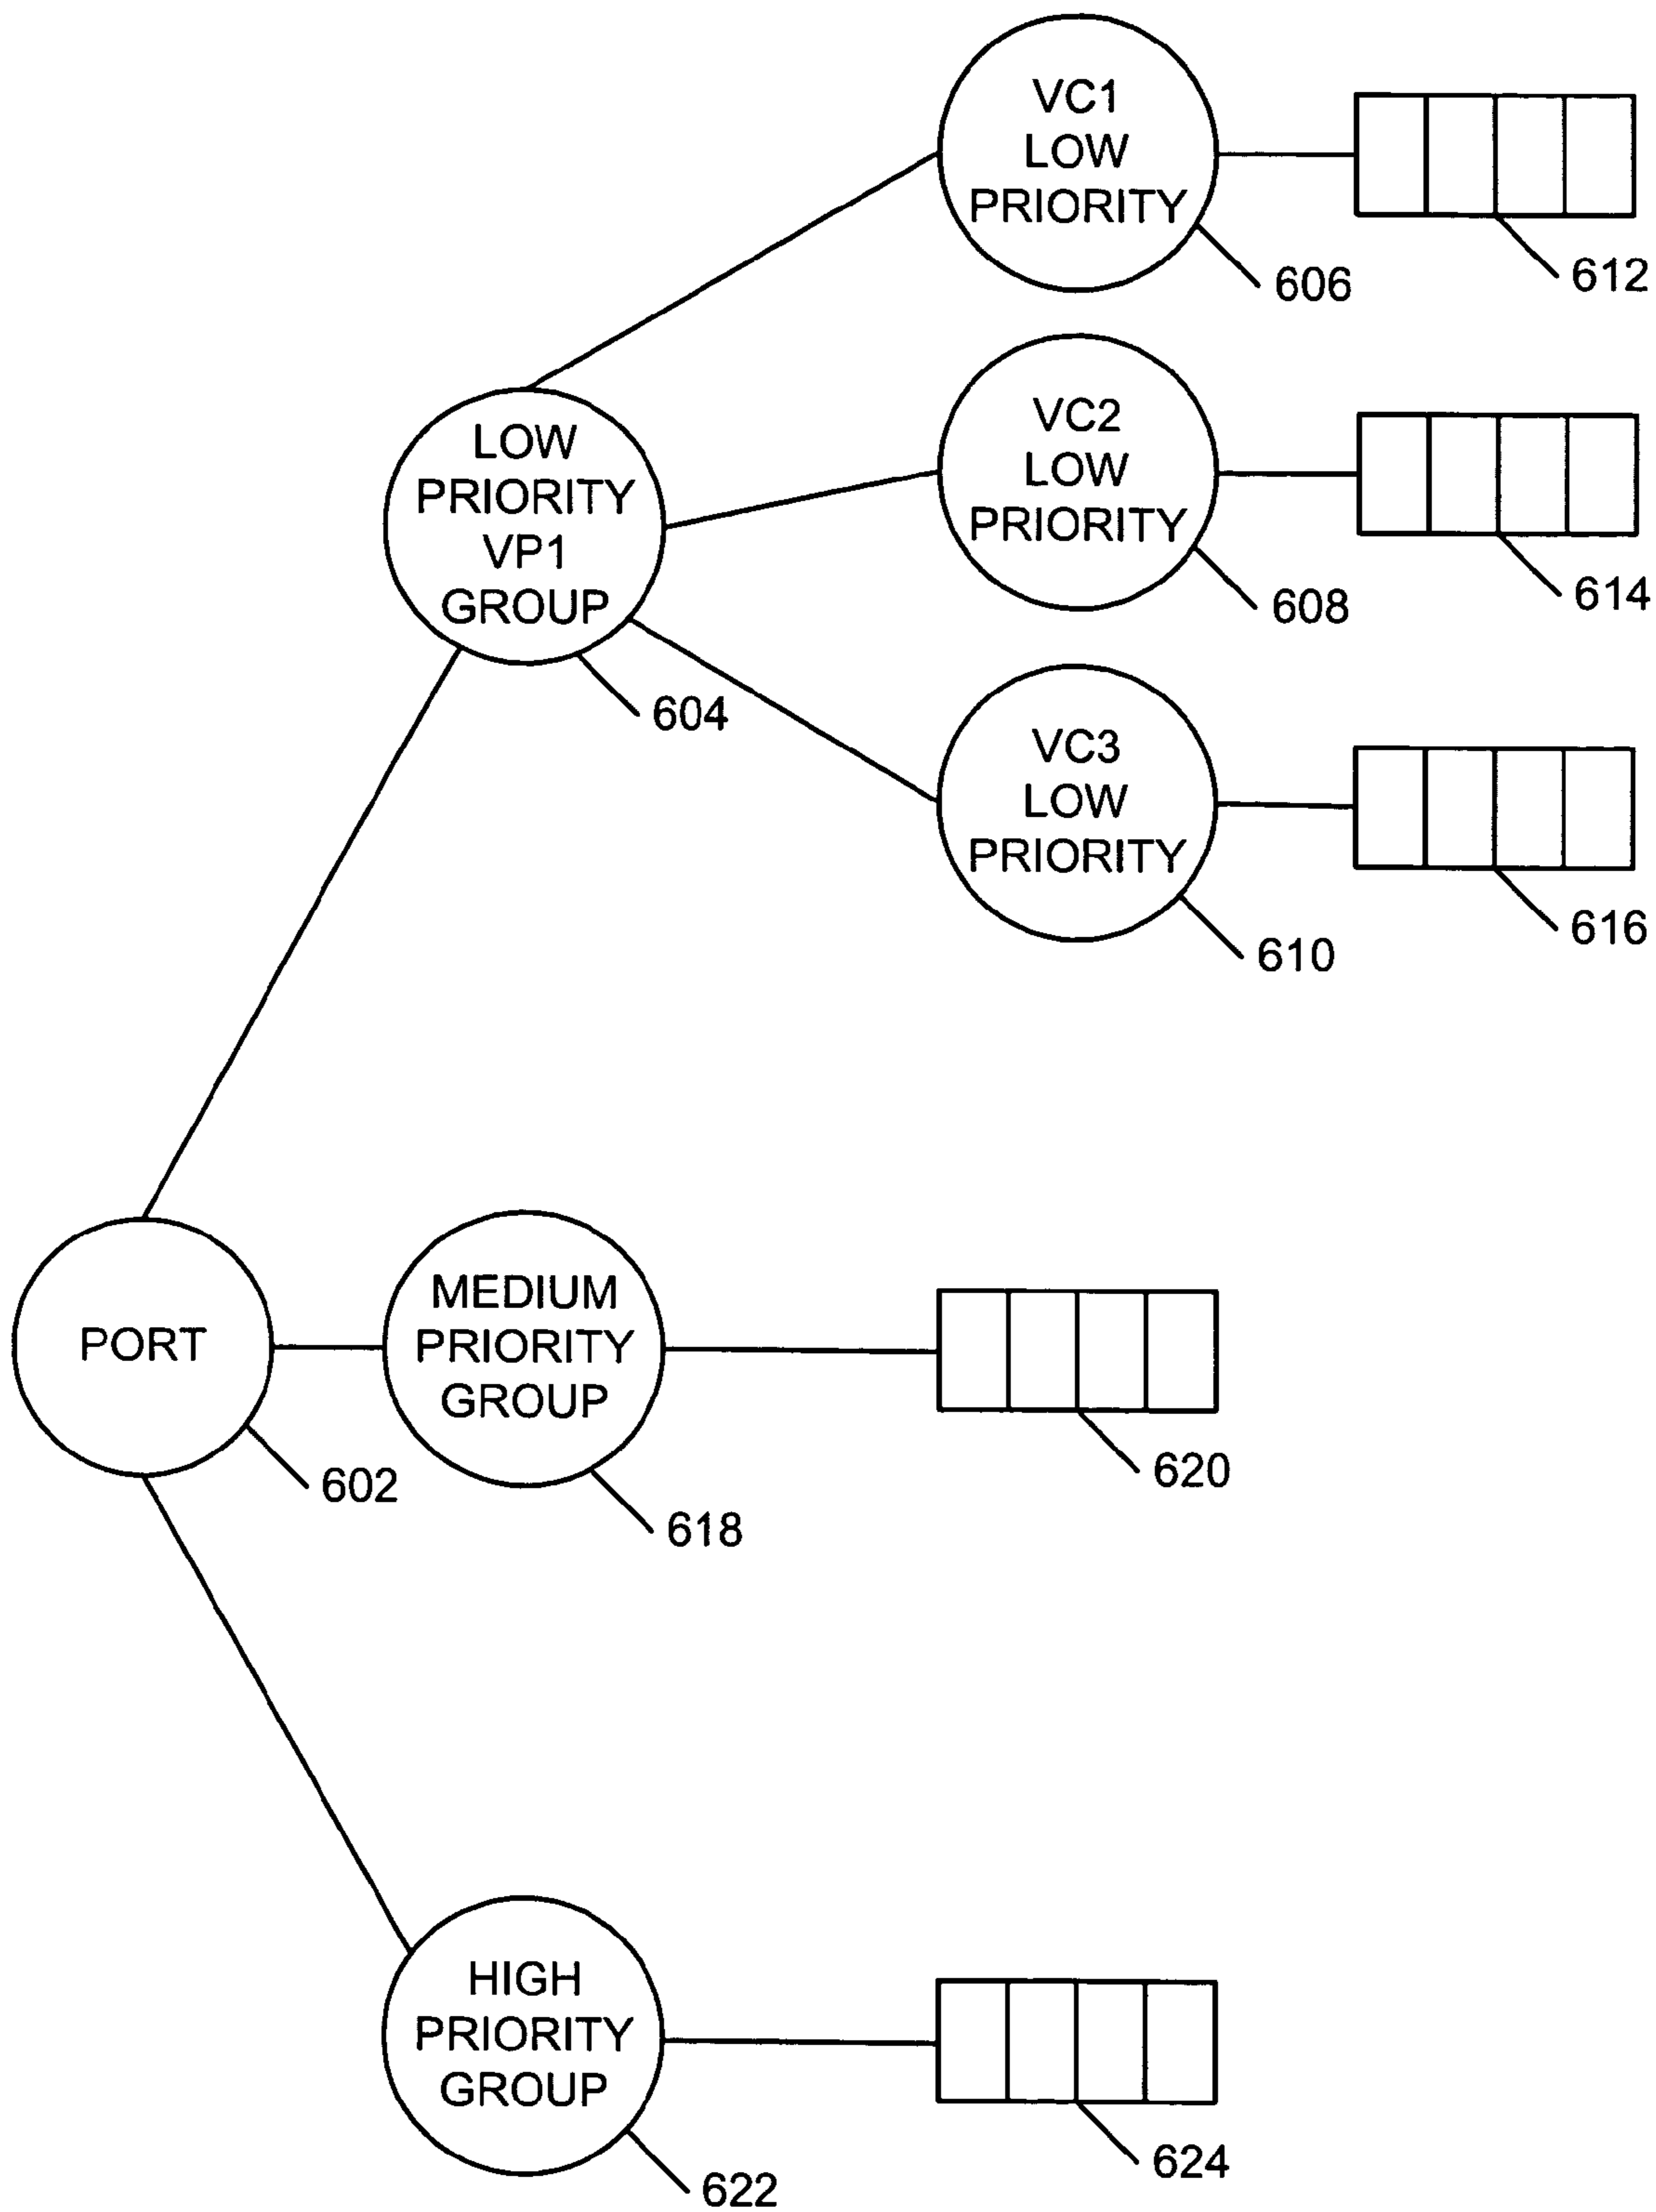 VC1
LOW
PRIORITY
606
612
VC2
LOW
PRIORITY
608
614
LOW
PRIORITY
VP1
GROUP
604
VC3
LOW
PRIORITY
610
616
PORT
602
MEDIUM
PRIORITY
GROUP
618
620
HIGH
PRIORITY
GROUP
622
624